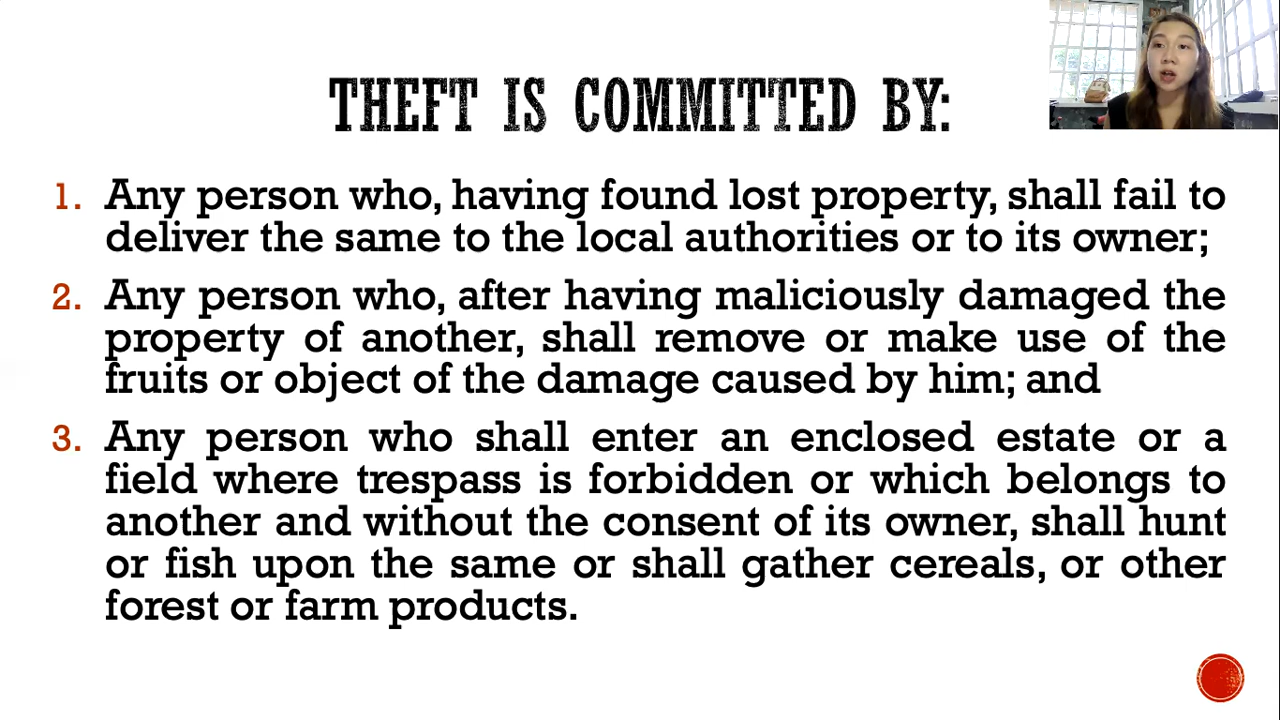 THEFT IS COMMITTED BY:
1. Any person who, having found lost property, shall fail to
deliver the same to the local authorities or to its owner;
2. Any person who, after having maliciously damaged the
property of another, shall remove or make use of the
fruits or object of the damage caused by him; and
3. Any person who shall enter an enclosed estate or a
field where trespass is forbidden or which belongs to
another and without the consent of its owner, shall hunt
or fish upon the same or shall gather cereals, or other
forest or farm products.